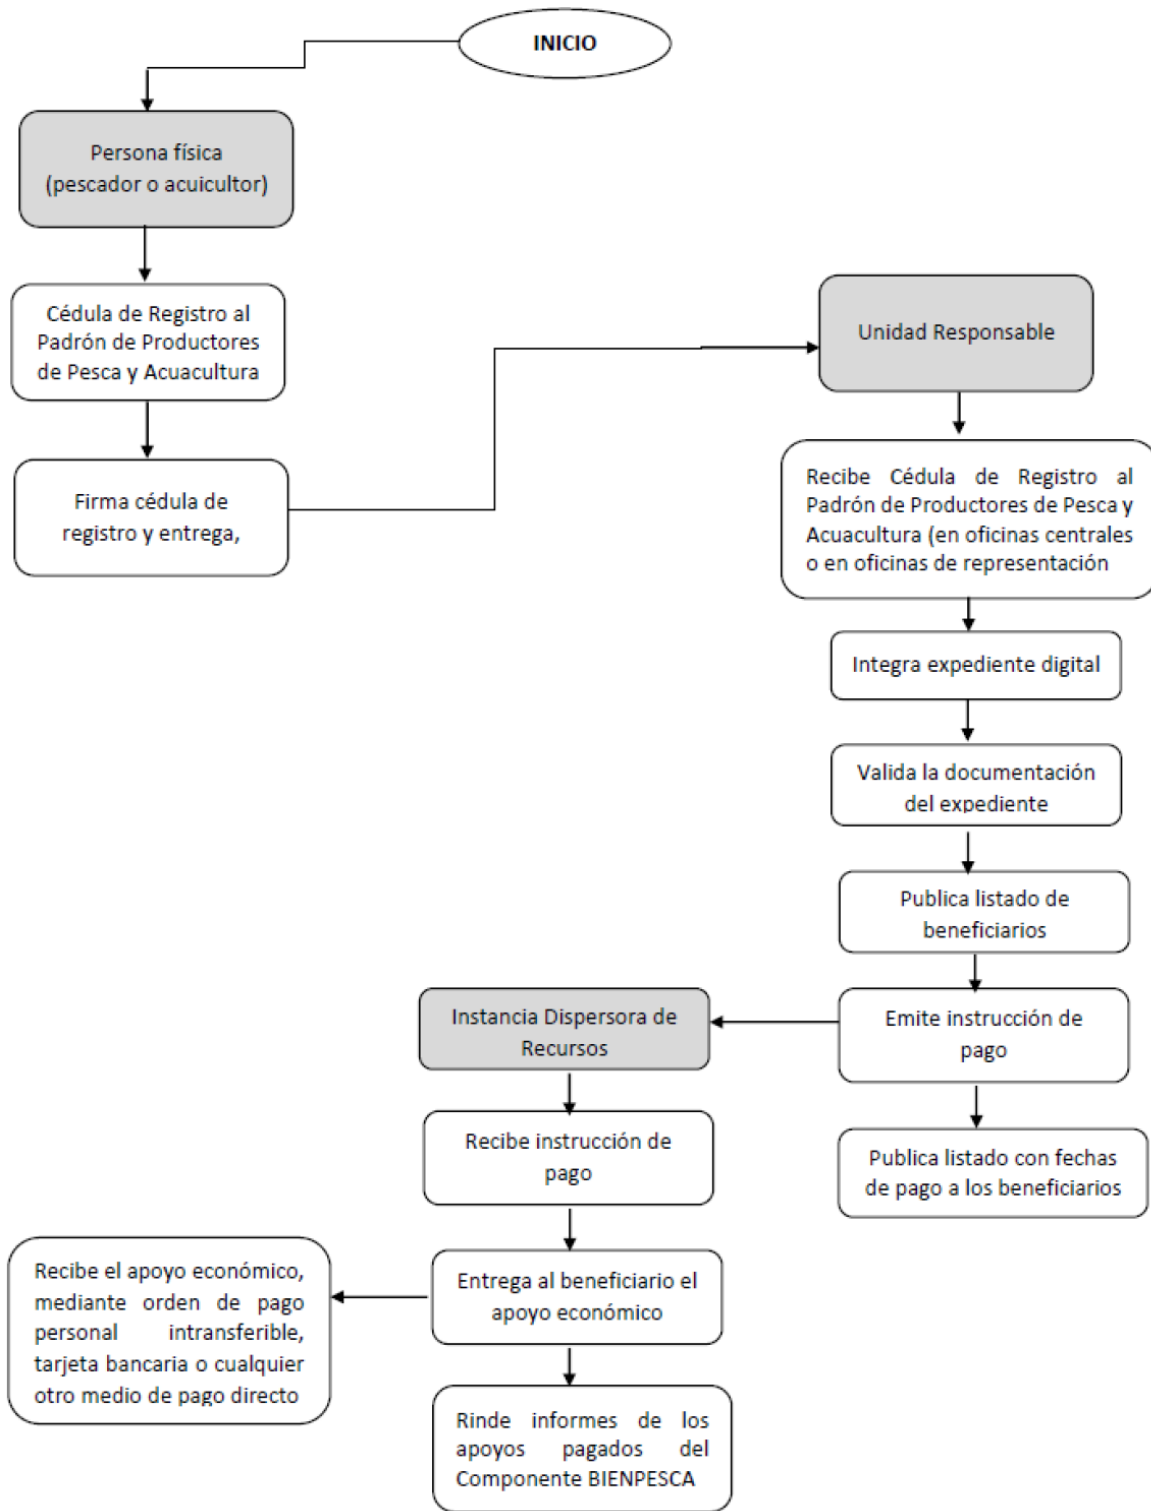 INICIO
Persona física
(pescador o acuicultor)
Cédula de Registro al
Padrón de Productores
de Pesca y Acuacultura
Firma cédula de
registro y entrega,
Unidad Responsable
Recibe Cédula de Registro al
Padrón de Productores de Pesca y
Acuacultura (en oficinas centrales
o en oficinas de representación
Integra expediente digital
Valida la documentación
del expediente
Publica listado de
beneficiarios
Emite instrucción de
pago
Publica listado con fechas
de pago a los beneficiarios
Instancia Dispersora de
Recursos
Recibe instrucción de
pago
Entrega al beneficiario el
apoyo económico
Recibe el apoyo económico,
mediante orden de pago
personal intransferible,
tarjeta bancaria o cualquier
otro medio de pago directo
Rinde informes de los
apoyos pagados del
Componente BIENPESCA